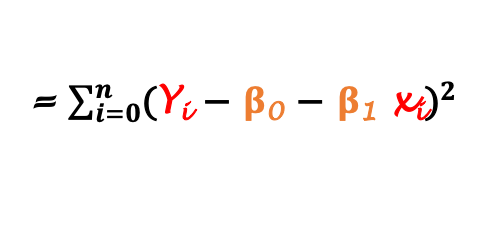 = ∑ⁿᵢ₌₀(Yᵢ − β₀ − β₁ xᵢ)²